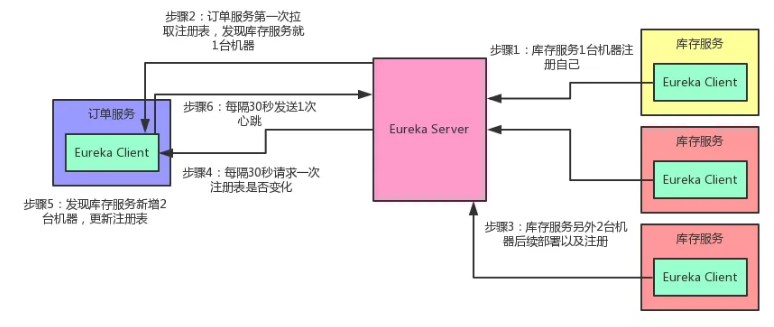 步骤2：订单服务第一次拉
取注册表，发现库存服务就
1台机器
步骤1：库存服务1台机器注
册自己
库存服务
Eureka Client
订单服务
Eureka Client
步骤6：每隔30秒发送1次
心跳
Eureka Server
库存服务
Eureka Client
步骤4：每隔30秒请求一次
注册表是否变化
步骤5：发现库存服务新增2
台机器，更新注册表
步骤3：库存服务另外2台机
器后续部署以及注册
库存服务
Eureka Client